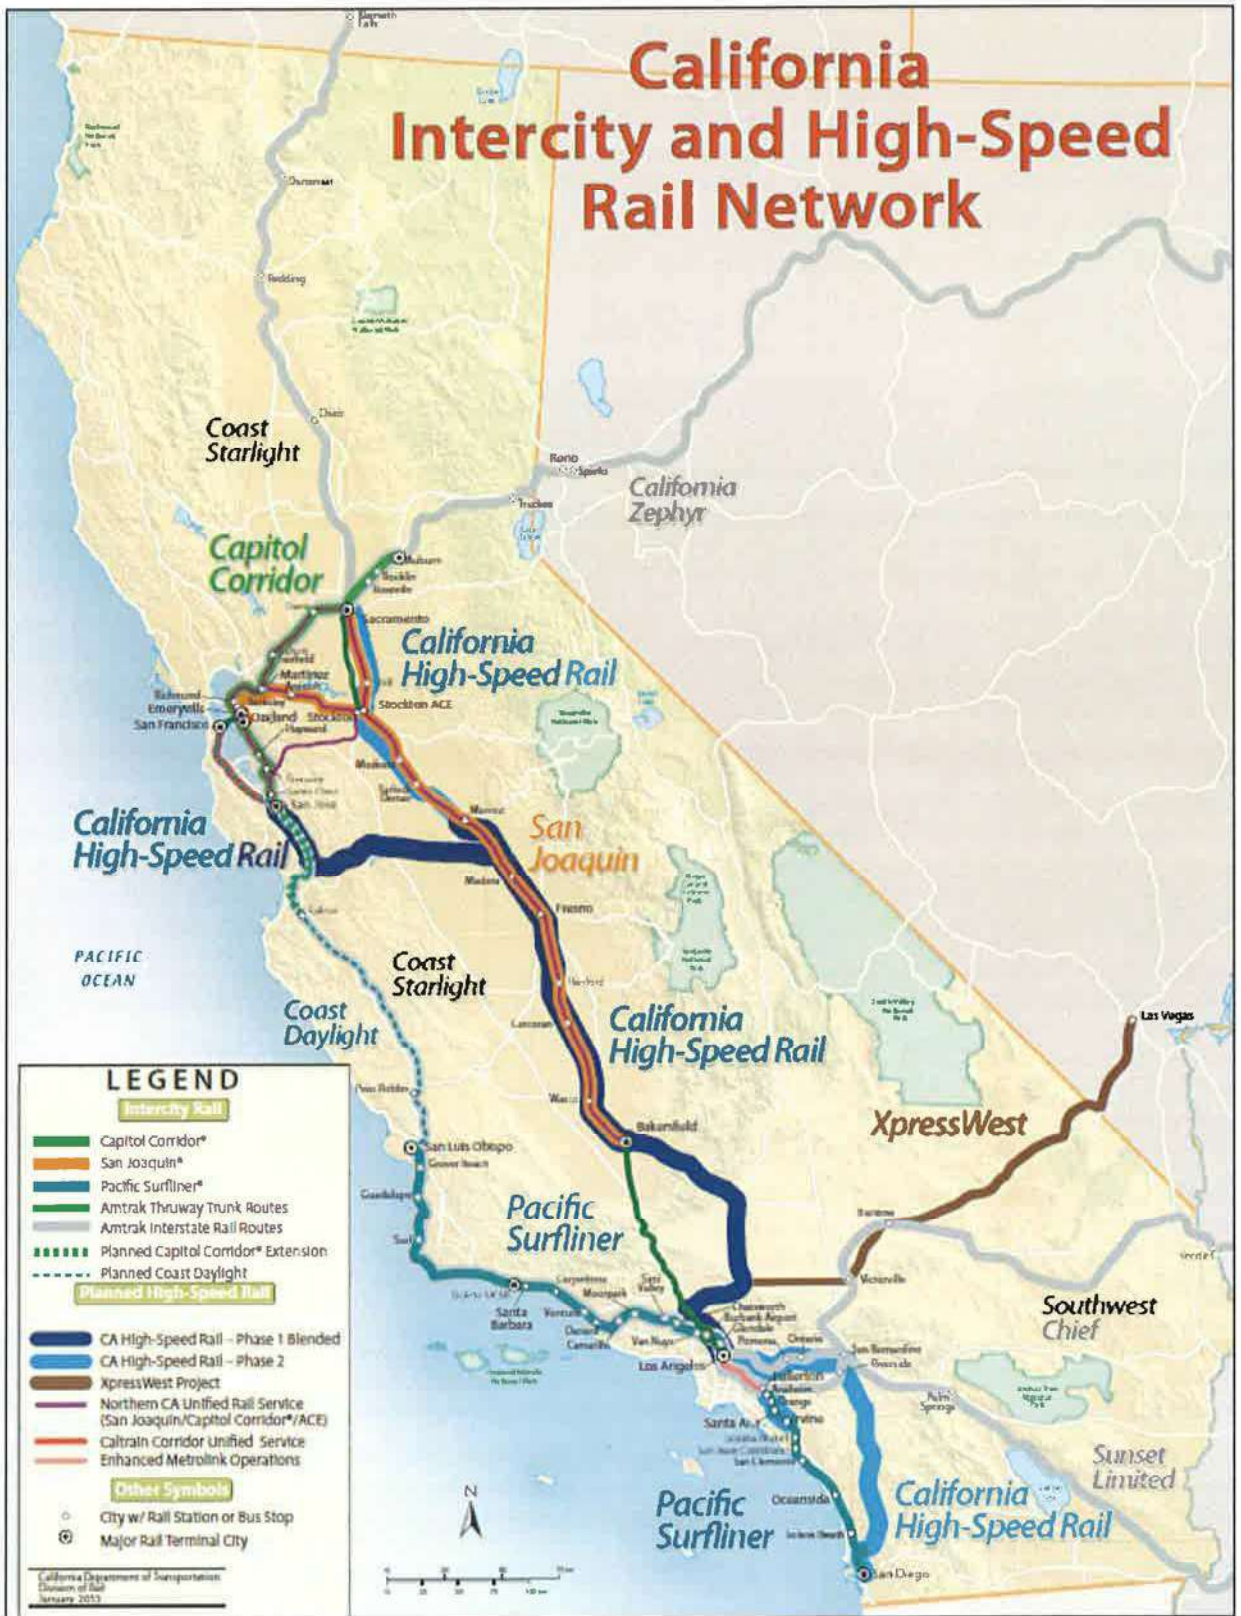 California
Intercity and High-Speed
Rail Network
Redding
Coast
Starlight
Reno
Sparks
California
Zephyr
Truckee
Capitol
Corridor
Auburn
Rocklin
Roseville
Sacramento
California
High-Speed Rail
Martinez
Richmond
Emeryville
San Francisco
Oakland
Stockton
Stockton ACE
Hayward
San Jose
Merced
California
High-Speed Rail
San
Joaquin
Madera
Fresno
PACIFIC
OCEAN
Coast
Starlight
Coast
Daylight
Hanford
Corcoran
California
High-Speed Rail
Las Vegas
Wasco
XpressWest
Bakersfield
Paso Robles
San Luis Obispo
Grover Beach
Guadalupe
Surf
Pacific
Surfliner
Barstow
Victorville
Santa
Barbara
Carpinteria
Ventura
Moorpark
Simi
Valley
Oxnard
Camarillo
Van Nuys
Chatsworth
Burbank Airport
Glendale
Pomona
Ontario
Los Angeles
San Bernardino
Riverside
Southwest
Chief
Palm
Springs
Fullerton
Anaheim
Orange
Santa Ana
Irvine
San Clemente
Oceanside
Sunset
Limited
Pacific
Surfliner
California
High-Speed Rail
San Diego
N
LEGEND
Intercity Rail
Capitol Corridor®
San Joaquin®
Pacific Surfliner®
Amtrak Thruway Trunk Routes
Amtrak Interstate Rail Routes
Planned Capitol Corridor® Extension
Planned Coast Daylight
Planned High-Speed Rail
CA High-Speed Rail – Phase 1 Blended
CA High-Speed Rail – Phase 2
XpressWest Project
Northern CA Unified Rail Service
(San Joaquin/Capitol Corridor®/ACE)
Caltrain Corridor Unified Service
Enhanced Metrolink Operations
Other Symbols
City w/ Rail Station or Bus Stop
Major Rail Terminal City
California Department of Transportation
Division of Rail
January 2013